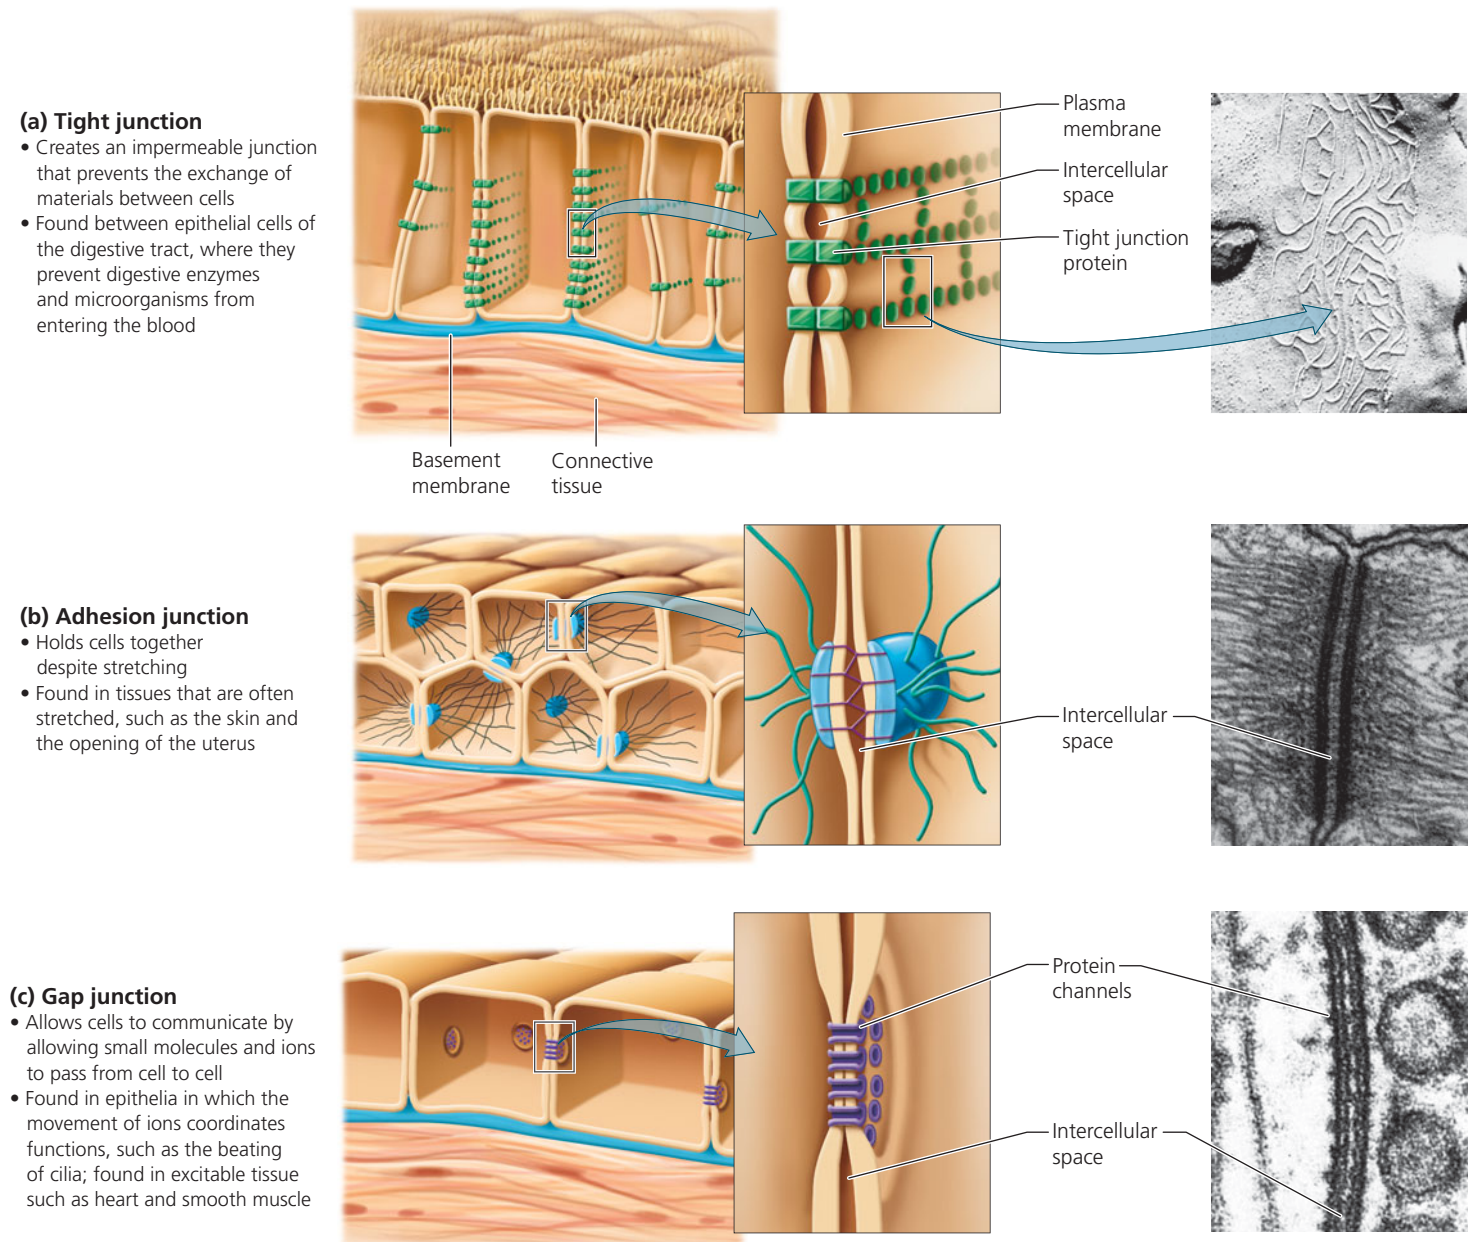 (a) Tight junction
• Creates an impermeable junction
that prevents the exchange of
materials between cells
• Found between epithelial cells of
the digestive tract, where they
prevent digestive enzymes
and microorganisms from
entering the blood
Plasma
membrane
Intercellular
space
Tight junction
protein
Basement
membrane
Connective
tissue
(b) Adhesion junction
• Holds cells together
despite stretching
• Found in tissues that are often
stretched, such as the skin and
the opening of the uterus
Intercellular
space
(c) Gap junction
• Allows cells to communicate by
allowing small molecules and ions
to pass from cell to cell
• Found in epithelia in which the
movement of ions coordinates
functions, such as the beating
of cilia; found in excitable tissue
such as heart and smooth muscle
Protein
channels
Intercellular
space